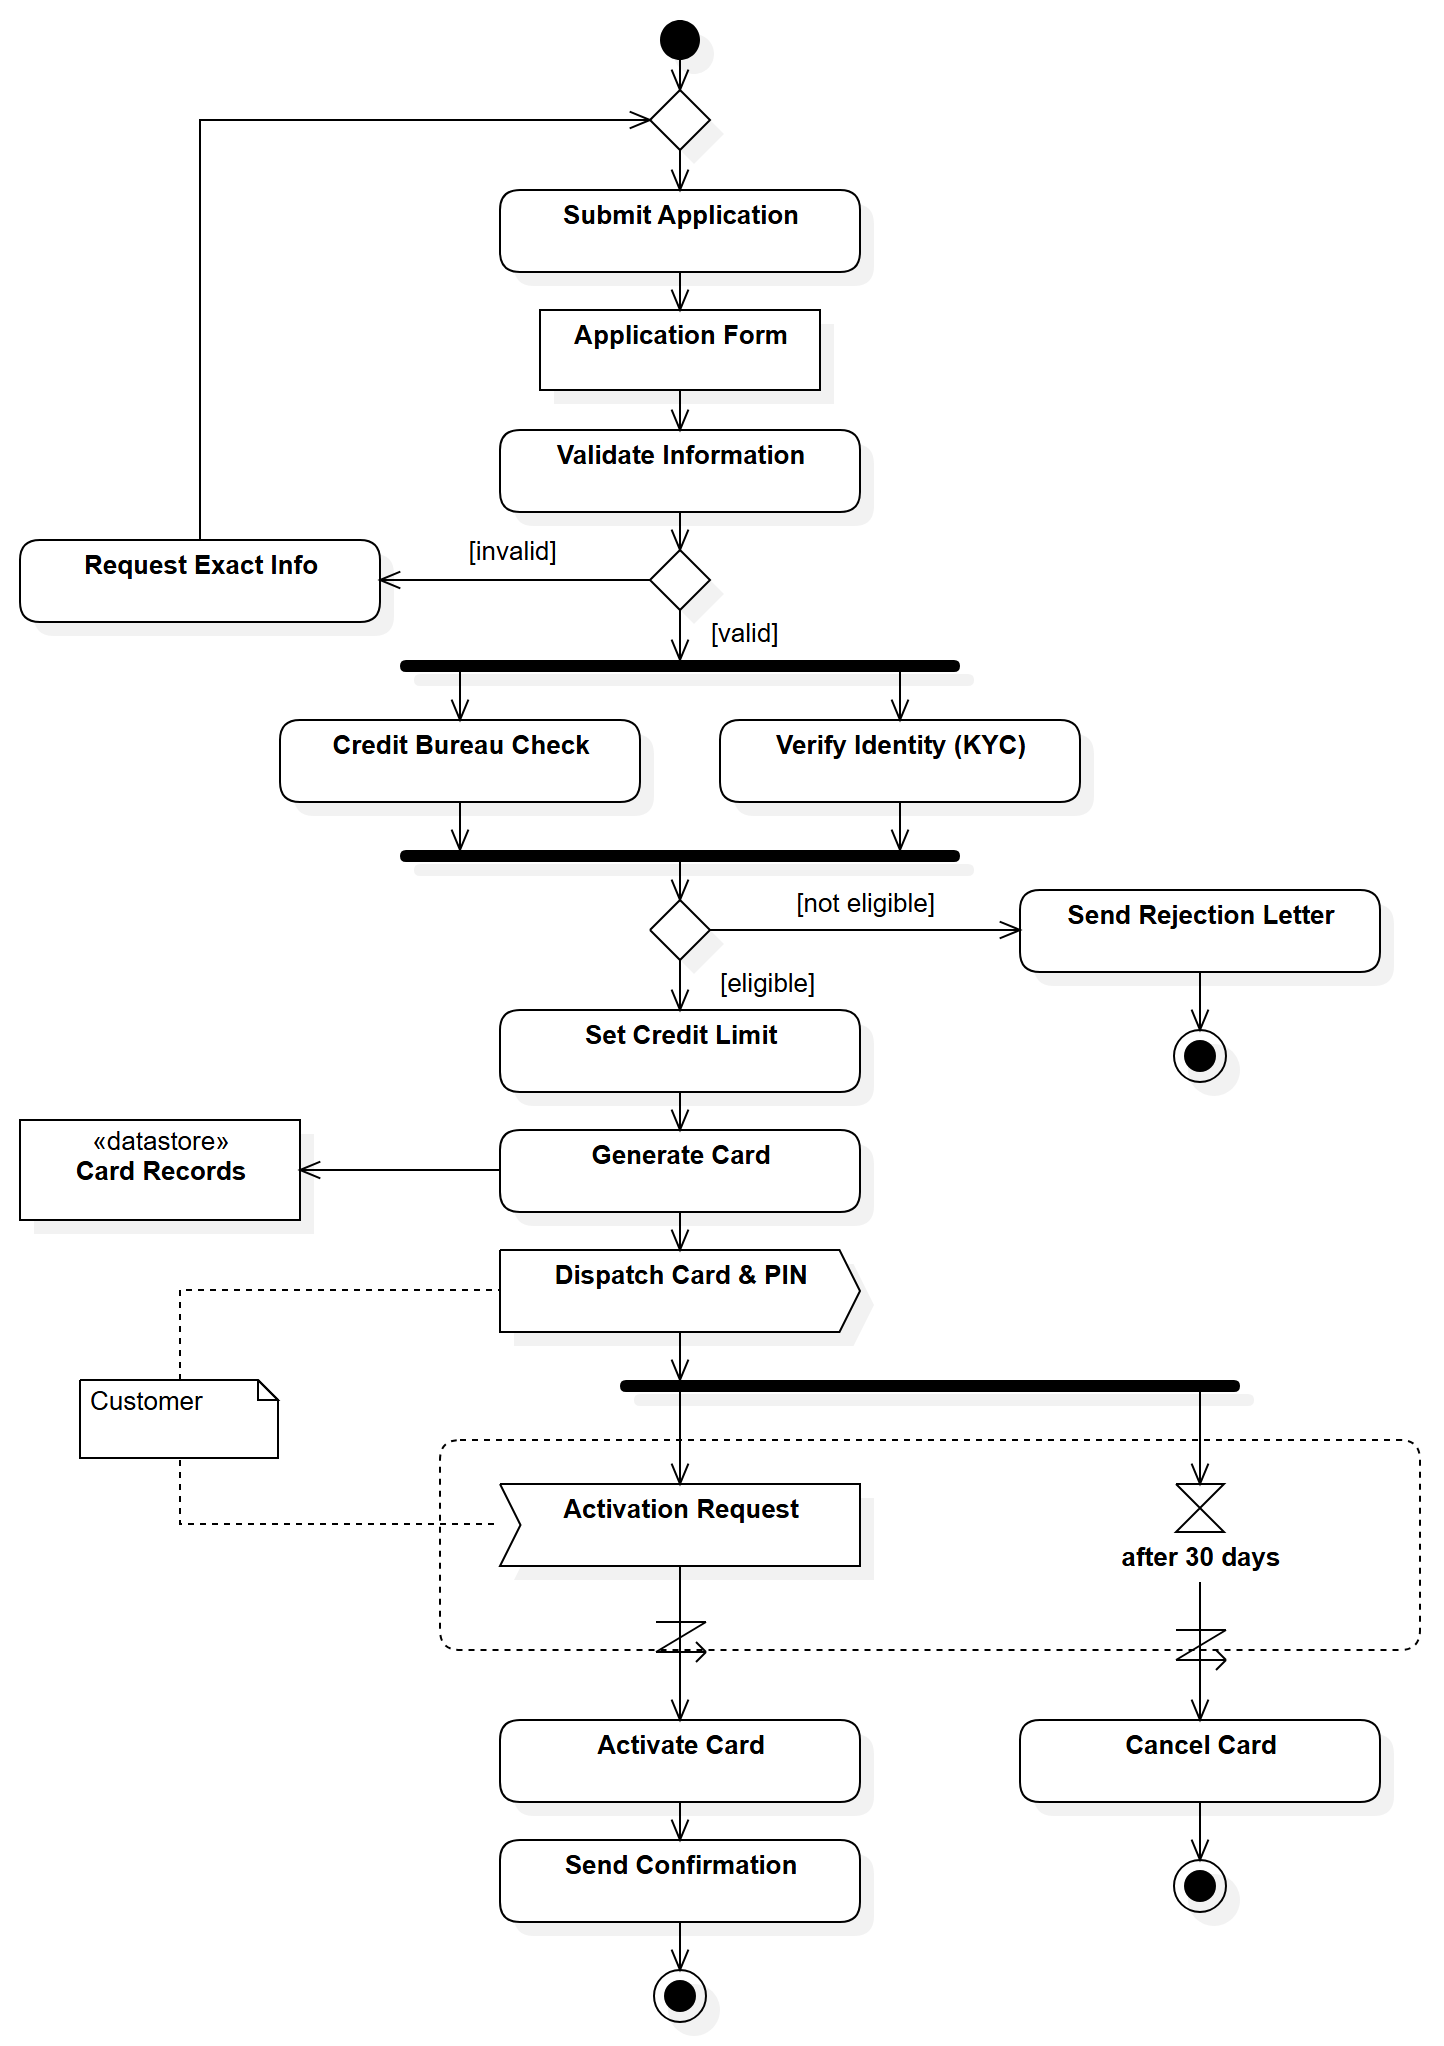 Submit Application
Application Form
Validate Information
[invalid]
Request Exact Info
[valid]
Credit Bureau Check
Verify Identity (KYC)
[not eligible]
Send Rejection Letter
[eligible]
Set Credit Limit
«datastore»
Card Records
Generate Card
Dispatch Card & PIN
Customer
Activation Request
after 30 days
Activate Card
Cancel Card
Send Confirmation